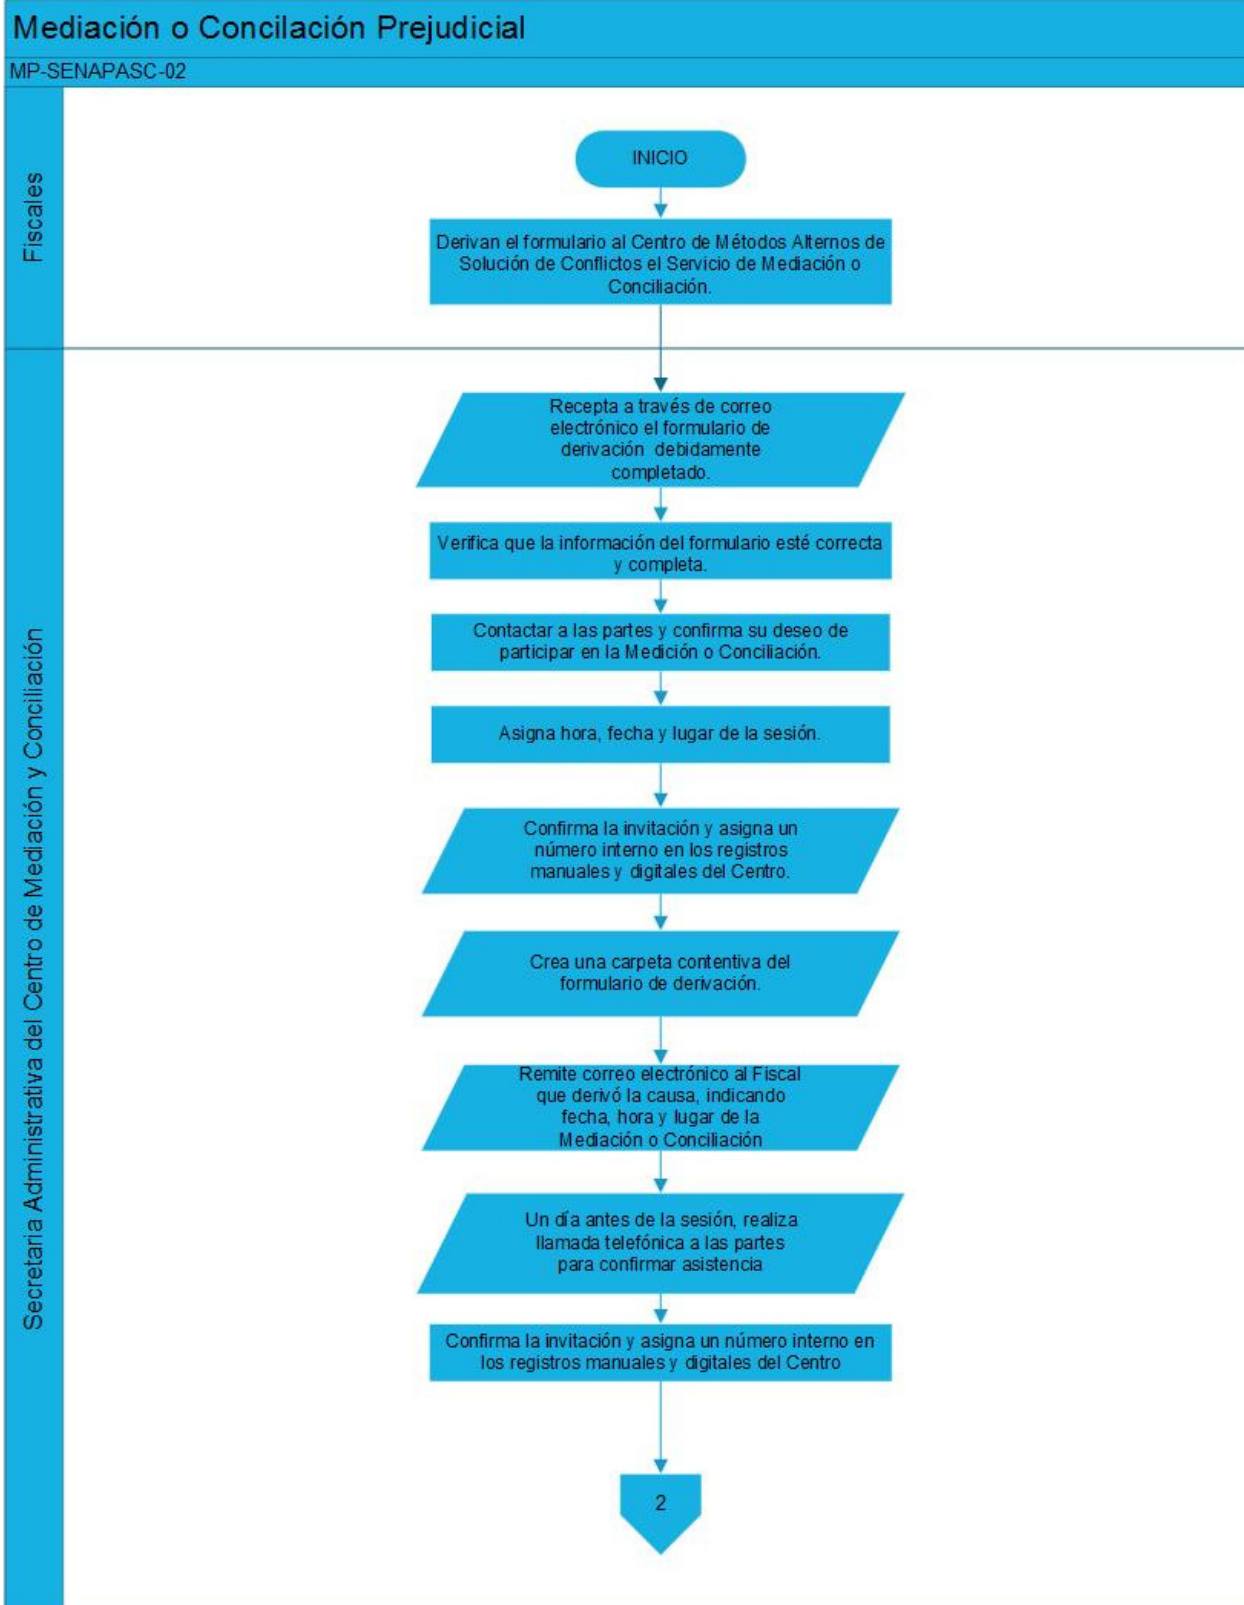 Mediación o Concilación Prejudicial
MP-SENAPASC-02
Fiscales
INICIO
Derivan el formulario al Centro de Métodos Alternos de
Solución de Conflictos el Servicio de Mediación o
Conciliación.
Secretaria Administrativa del Centro de Mediación y Conciliación
Recepta a través de correo
electrónico el formulario de
derivación debidamente
completado.
Verifica que la información del formulario esté correcta
y completa.
Contactar a las partes y confirma su deseo de
participar en la Medición o Conciliación.
Asigna hora, fecha y lugar de la sesión.
Confirma la invitación y asigna un
número interno en los registros
manuales y digitales del Centro.
Crea una carpeta contentiva del
formulario de derivación.
Remite correo electrónico al Fiscal
que derivó la causa, indicando
fecha, hora y lugar de la
Mediación o Conciliación
Un día antes de la sesión, realiza
llamada telefónica a las partes
para confirmar asistencia
Confirma la invitación y asigna un número interno en
los registros manuales y digitales del Centro
2